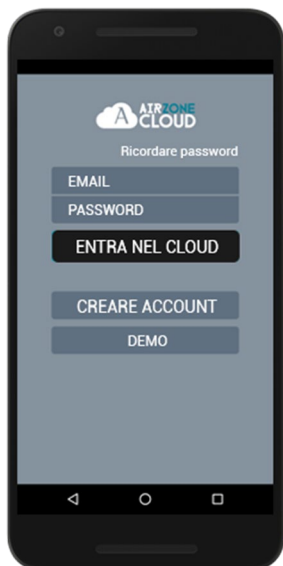 A AIRZONE
CLOUD
Ricordare password
EMAIL
PASSWORD
ENTRA NEL CLOUD
CREARE ACCOUNT
DEMO